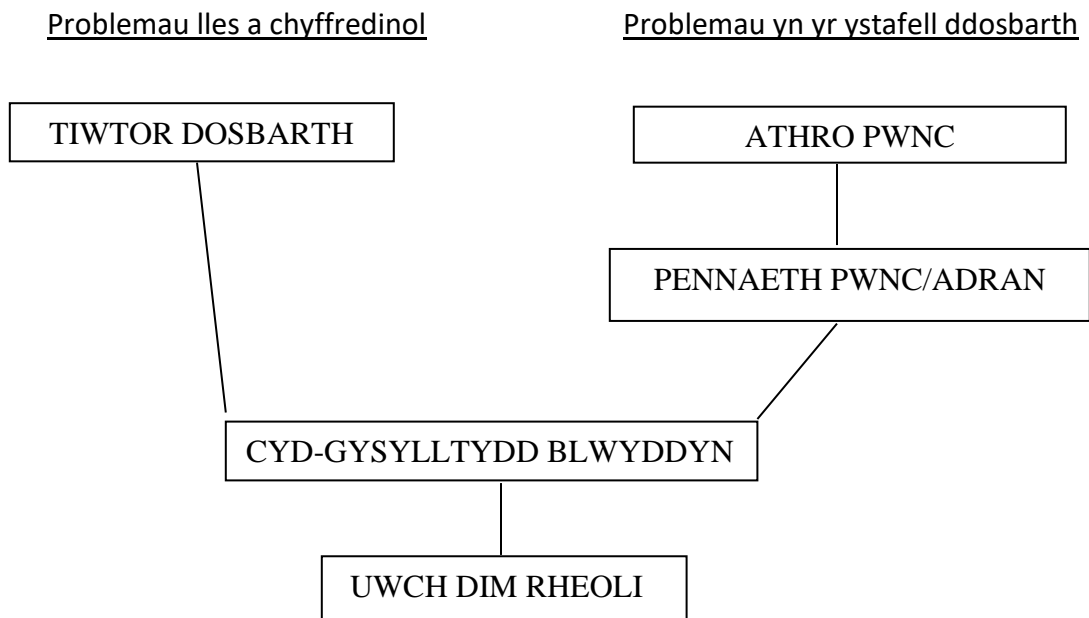 Problemau lles a chyffredinol
Problemau yn yr ystafell ddosbarth
TIWTOR DOSBARTH
ATHRO PWNC
PENNAETH PWNC/ADRAN
CYD-GYSYLLTYDD BLWYDDYN
UWCH DIM RHEOLI